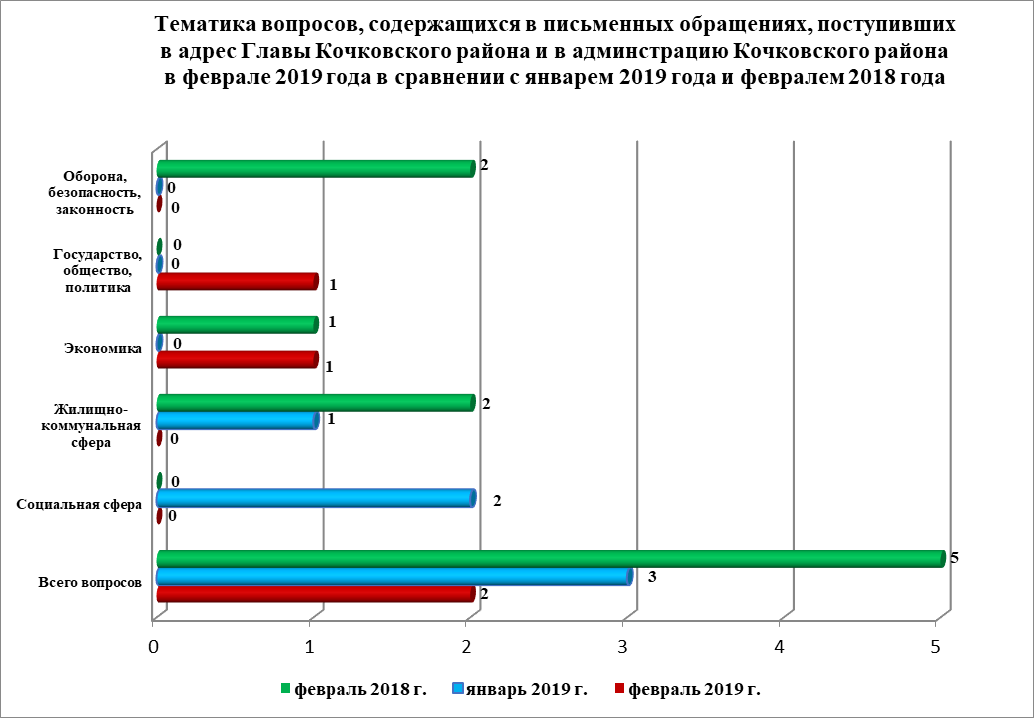 Тематика вопросов, содержащихся в письменных обращениях, поступивших
в адрес Главы Кочковского района и в админстрацию Кочковского района
в феврале 2019 года в сравнении с январем 2019 года и февралем 2018 года
Оборона,
безопасность,
законность
2
0
0
Государство,
общество,
политика
0
0
1
Экономика
1
0
1
Жилищно-
коммунальная
сфера
2
1
0
Социальная сфера
0
2
0
Всего вопросов
5
3
2
0 1 2 3 4 5
февраль 2018 г. январь 2019 г. февраль 2019 г.